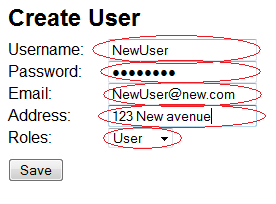 Create User
Username: NewUser
Password: ●●●●●●●●
Email: NewUser@new.com
Address: 123 New avenue
Roles: User
Save